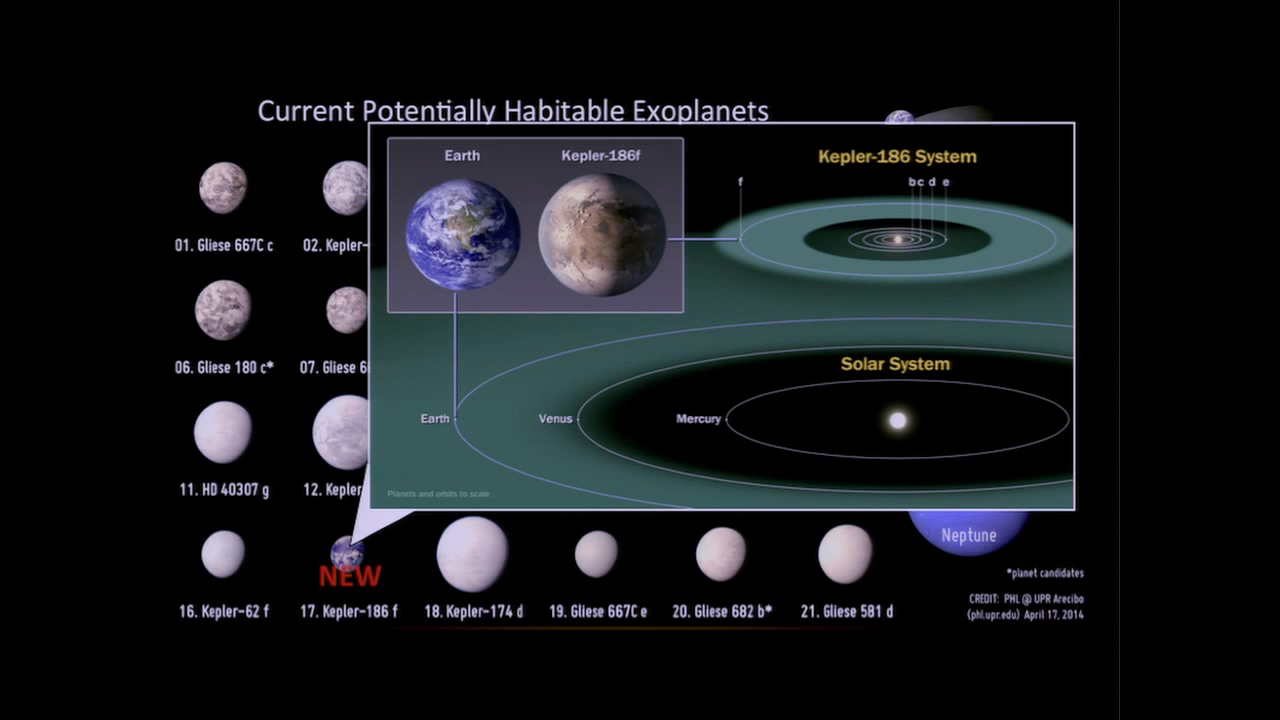 Current Potentially Habitable Exoplanets
Earth
Kepler-186f
Kepler-186 System
f
b c d e
01. Gliese 667C c
02. Kepler-
06. Gliese 180 c*
07. Gliese 6
Solar System
Earth
Venus
Mercury
11. HD 40307 g
12. Kepler
Planets and orbits to scale
Neptune
NEW
*planet candidates
16. Kepler-62 f
17. Kepler-186 f
18. Kepler-174 d
19. Gliese 667C e
20. Gliese 682 b*
21. Gliese 581 d
CREDIT: PHL @ UPR Arecibo
(phl.upr.edu) April 17, 2014